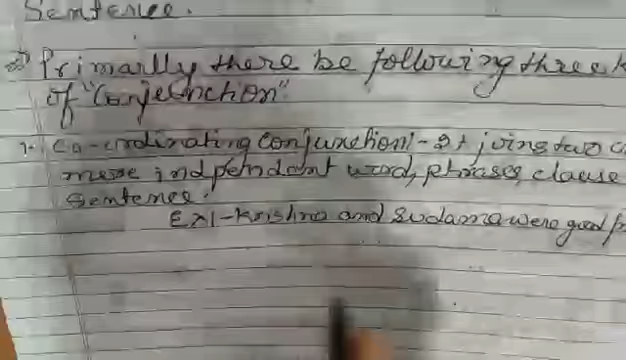 Sentence.
Primarily there be following three k
of "Conjunction"
1- Co-ordinating Conjunction:- It joins two o
more indpendant word, phrases, clause
Sentence.
Ex:- Krishna and Sudama were good f